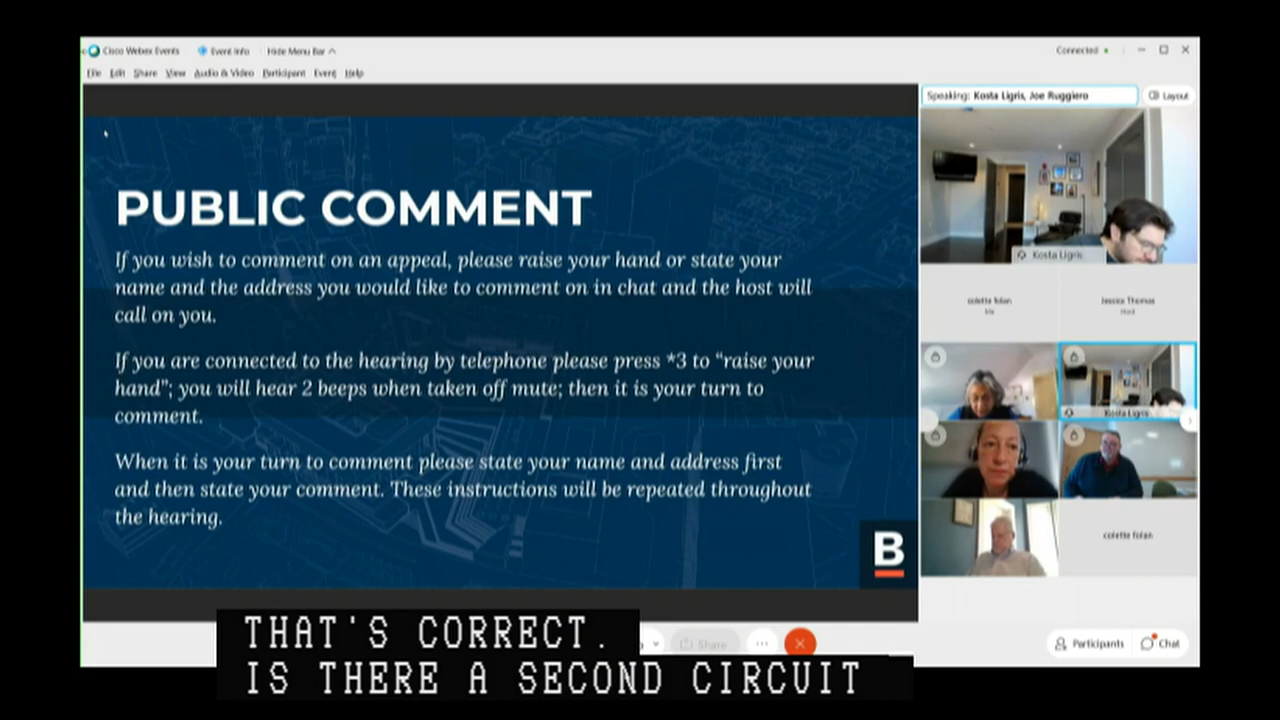 Cisco Webex Events
Event Info
Hide Menu Bar
Connected
File Edit Share View Audio & Video Participant Event Help
Speaking: Kosta Ligris, Joe Ruggiero
Layout
PUBLIC COMMENT
If you wish to comment on an appeal, please raise your hand or state your
name and the address you would like to comment on in chat and the host will
call on you.
If you are connected to the hearing by telephone please press *3 to “raise your
hand”; you will hear 2 beeps when taken off mute; then it is your turn to
comment.
When it is your turn to comment please state your name and address first
and then state your comment. These instructions will be repeated throughout
the hearing.
B
Kosta Ligris
colette folan
Me
Jessica Thomas
Host
Kosta Ligris
colette folan
Share
Participants
Chat
THAT'S CORRECT.
IS THERE A SECOND CIRCUIT